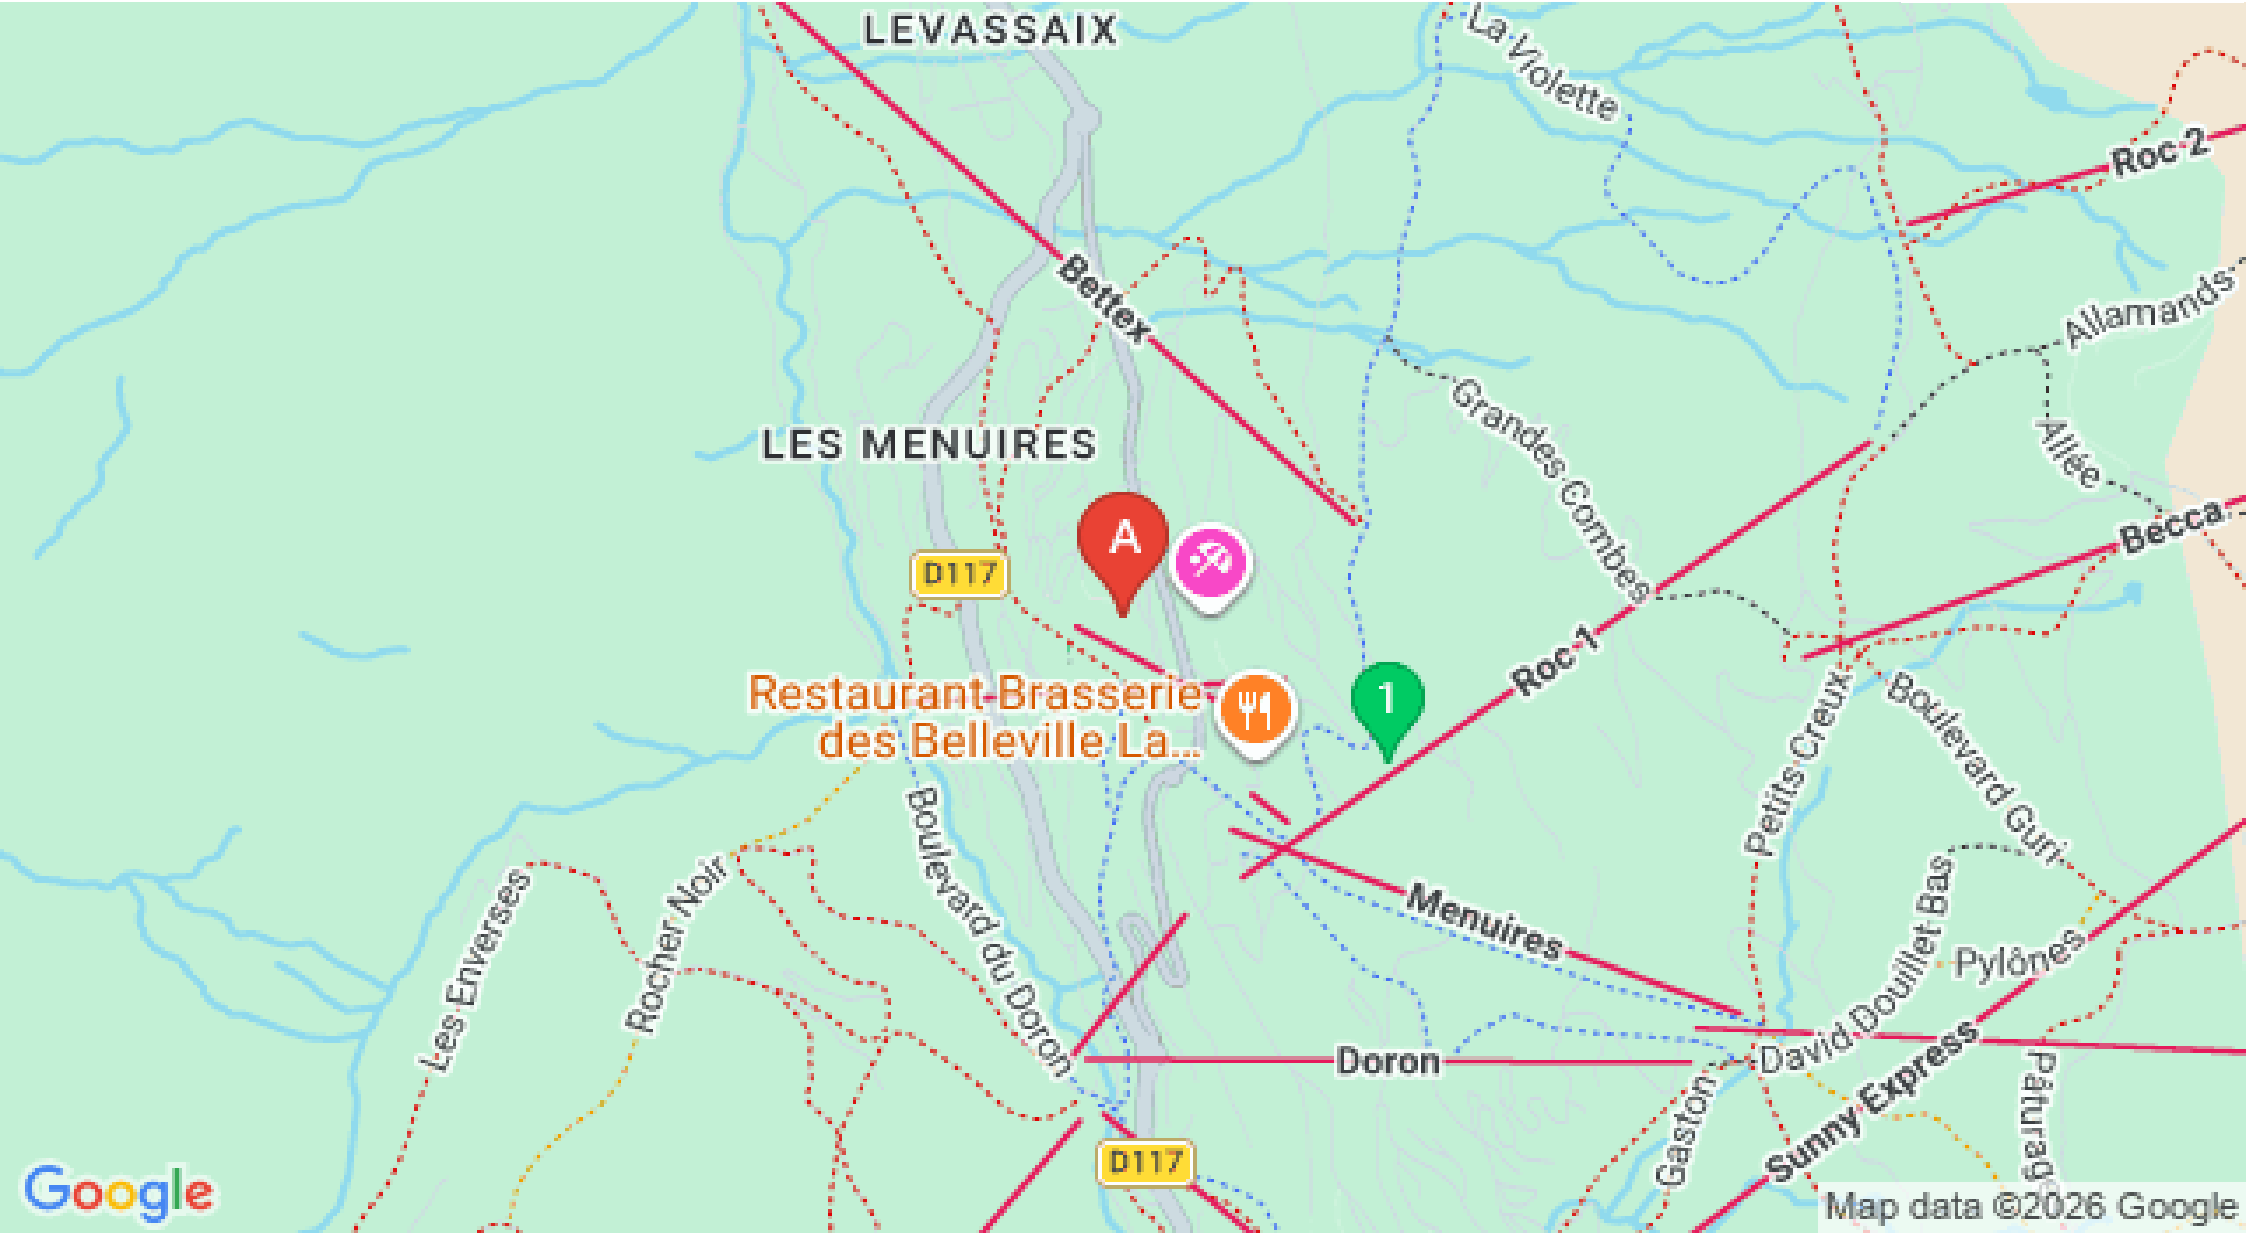 LEVASSAIX
La Violette
Roc 2
Bettex
Allamands
Grandes Combes
Allée
LES MENUIRES
Becca
A
D117
Roc 1
1
Restaurant Brasserie
des Belleville La...
Petits Creux
Boulevard Guri
Boulevard du Doron
Les Enverses
Rocher Noir
Menuires
David Douillet Bas
Pylônes
Doron
Gaston
Sunny Express
Pâturag
D117
Google
Map data ©2026 Google